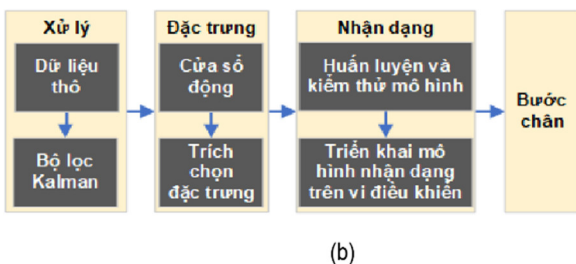 Xử lý
Dữ liệu
thô
Bộ lọc
Kalman
Đặc trưng
Cửa sổ
động
Trích
chọn
đặc trưng
Nhận dạng
Huấn luyện và
kiểm thử mô hình
Triển khai mô
hình nhận dạng
trên vi điều khiển
Bước
chân
(b)